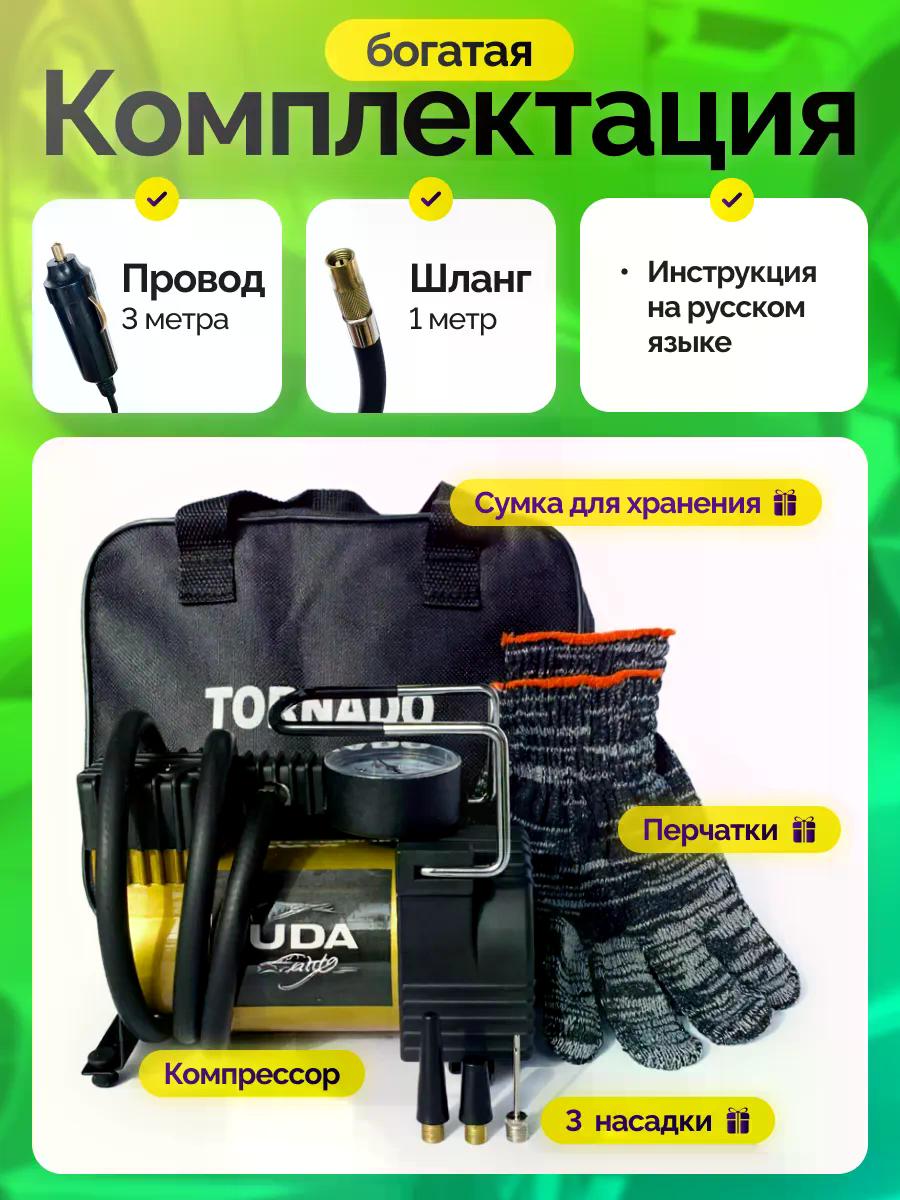 богатая
Комплектация
Провод
3 метра
Шланг
1 метр
• Инструкция
на русском
языке
Сумка для хранения
TORNADO
Перчатки
UDA
Компрессор
3 насадки